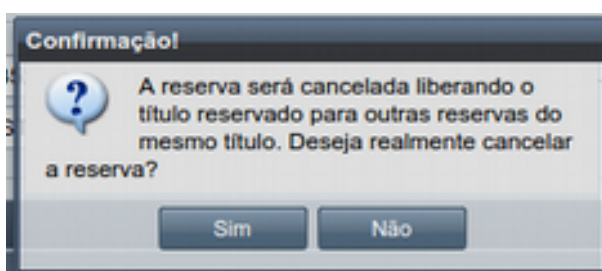 Confirmação!
A reserva será cancelada liberando o
título reservado para outras reservas do
mesmo título. Deseja realmente cancelar
a reserva?
Sim Não